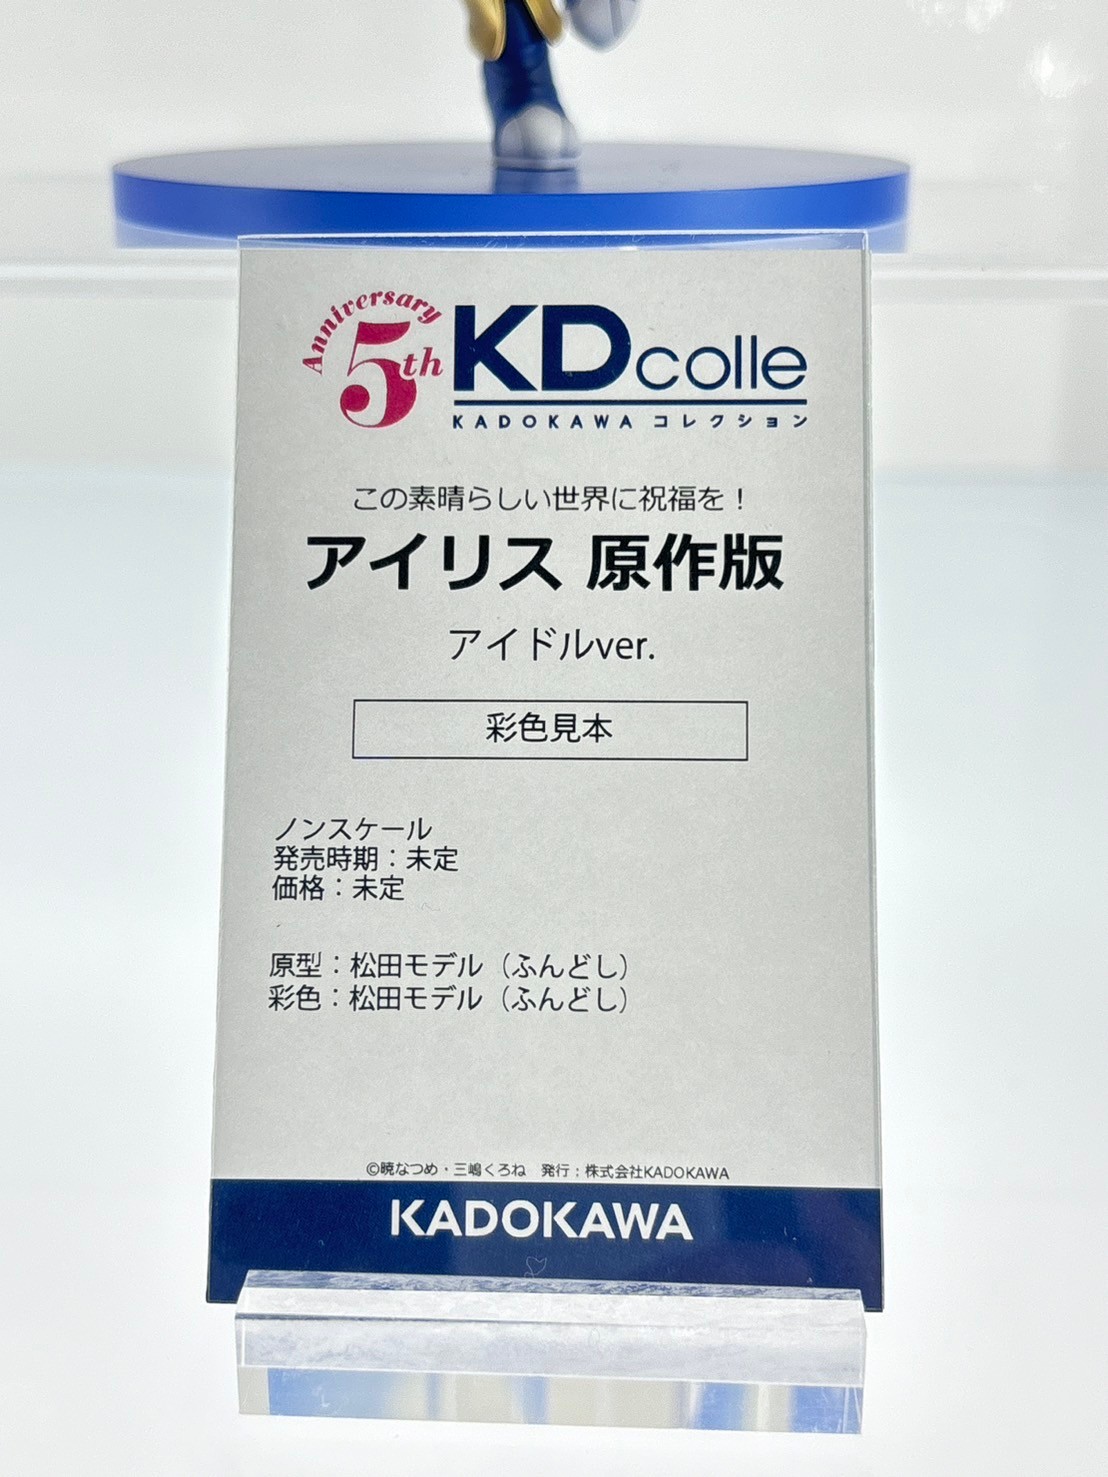 Anniversary
5th
KDcolle
KADOKAWA コレクション
この素晴らしい世界に祝福を！
アイリス 原作版
アイドルver.
彩色見本
ノンスケール
発売時期：未定
価格：未定
原型：松田モデル（ふんどし）
彩色：松田モデル（ふんどし）
©暁なつめ・三嶋くろね　発行：株式会社KADOKAWA
KADOKAWA